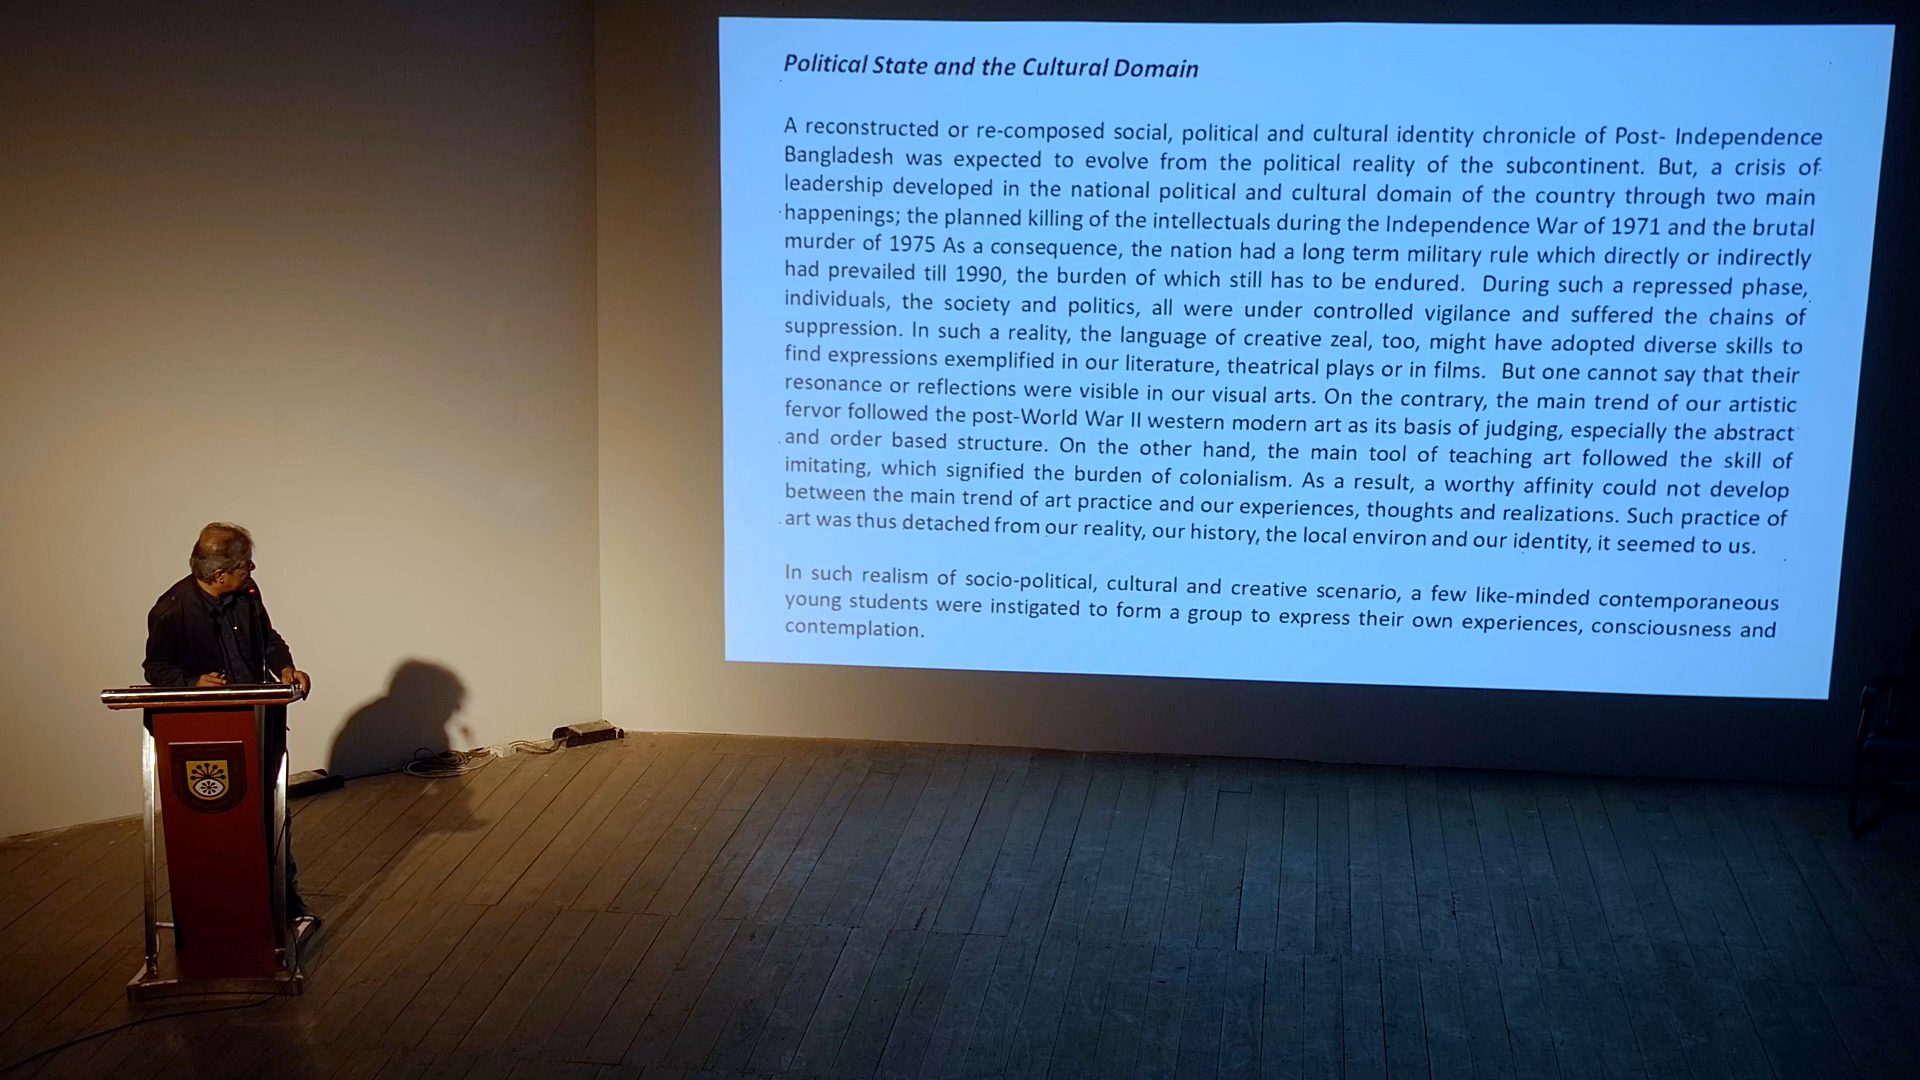 Political State and the Cultural Domain
A reconstructed or re-composed social, political and cultural identity chronicle of Post- Independence
Bangladesh was expected to evolve from the political reality of the subcontinent. But, a crisis of
leadership developed in the national political and cultural domain of the country through two main
happenings; the planned killing of the intellectuals during the Independence War of 1971 and the brutal
murder of 1975 As a consequence, the nation had a long term military rule which directly or indirectly
had prevailed till 1990, the burden of which still has to be endured. During such a repressed phase,
individuals, the society and politics, all were under controlled vigilance and suffered the chains of
suppression. In such a reality, the language of creative zeal, too, might have adopted diverse skills to
find expressions exemplified in our literature, theatrical plays or in films. But one cannot say that their
resonance or reflections were visible in our visual arts. On the contrary, the main trend of our artistic
fervor followed the post-World War II western modern art as its basis of judging, especially the abstract
and order based structure. On the other hand, the main tool of teaching art followed the skill of
imitating, which signified the burden of colonialism. As a result, a worthy affinity could not develop
between the main trend of art practice and our experiences, thoughts and realizations. Such practice of
art was thus detached from our reality, our history, the local environ and our identity, it seemed to us.
In such realism of socio-political, cultural and creative scenario, a few like-minded contemporaneous
young students were instigated to form a group to express their own experiences, consciousness and
contemplation.